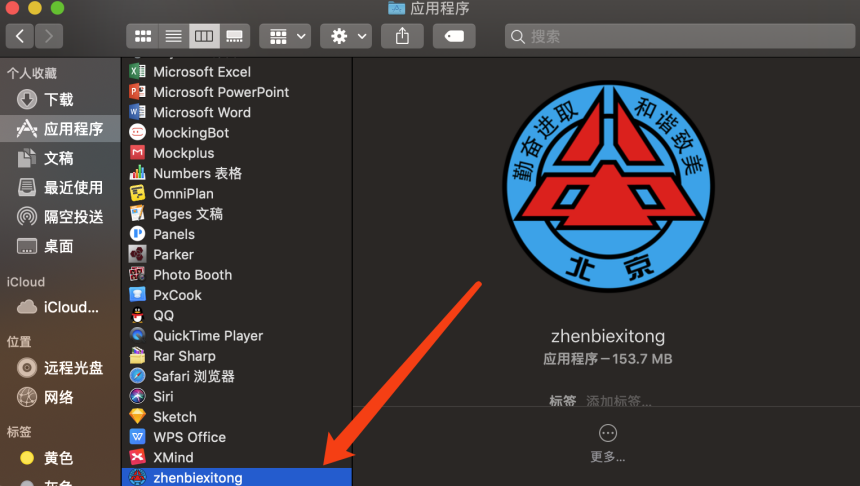 应用程序
搜索
个人收藏
下载
应用程序
文稿
最近使用
隔空投送
桌面
iCloud
iCloud...
位置
远程光盘
网络
标签
黄色
灰色
Microsoft Excel
Microsoft PowerPoint
Microsoft Word
MockingBot
Mockplus
Numbers 表格
OmniPlan
Pages 文稿
Panels
Parker
Photo Booth
PxCook
QQ
QuickTime Player
Rar Sharp
Safari 浏览器
Siri
Sketch
WPS Office
XMind
zhenbiexitong
勤奋进取 和谐致美
北京
zhenbiexitong
应用程序 – 153.7 MB
标签 添加标签...
更多...